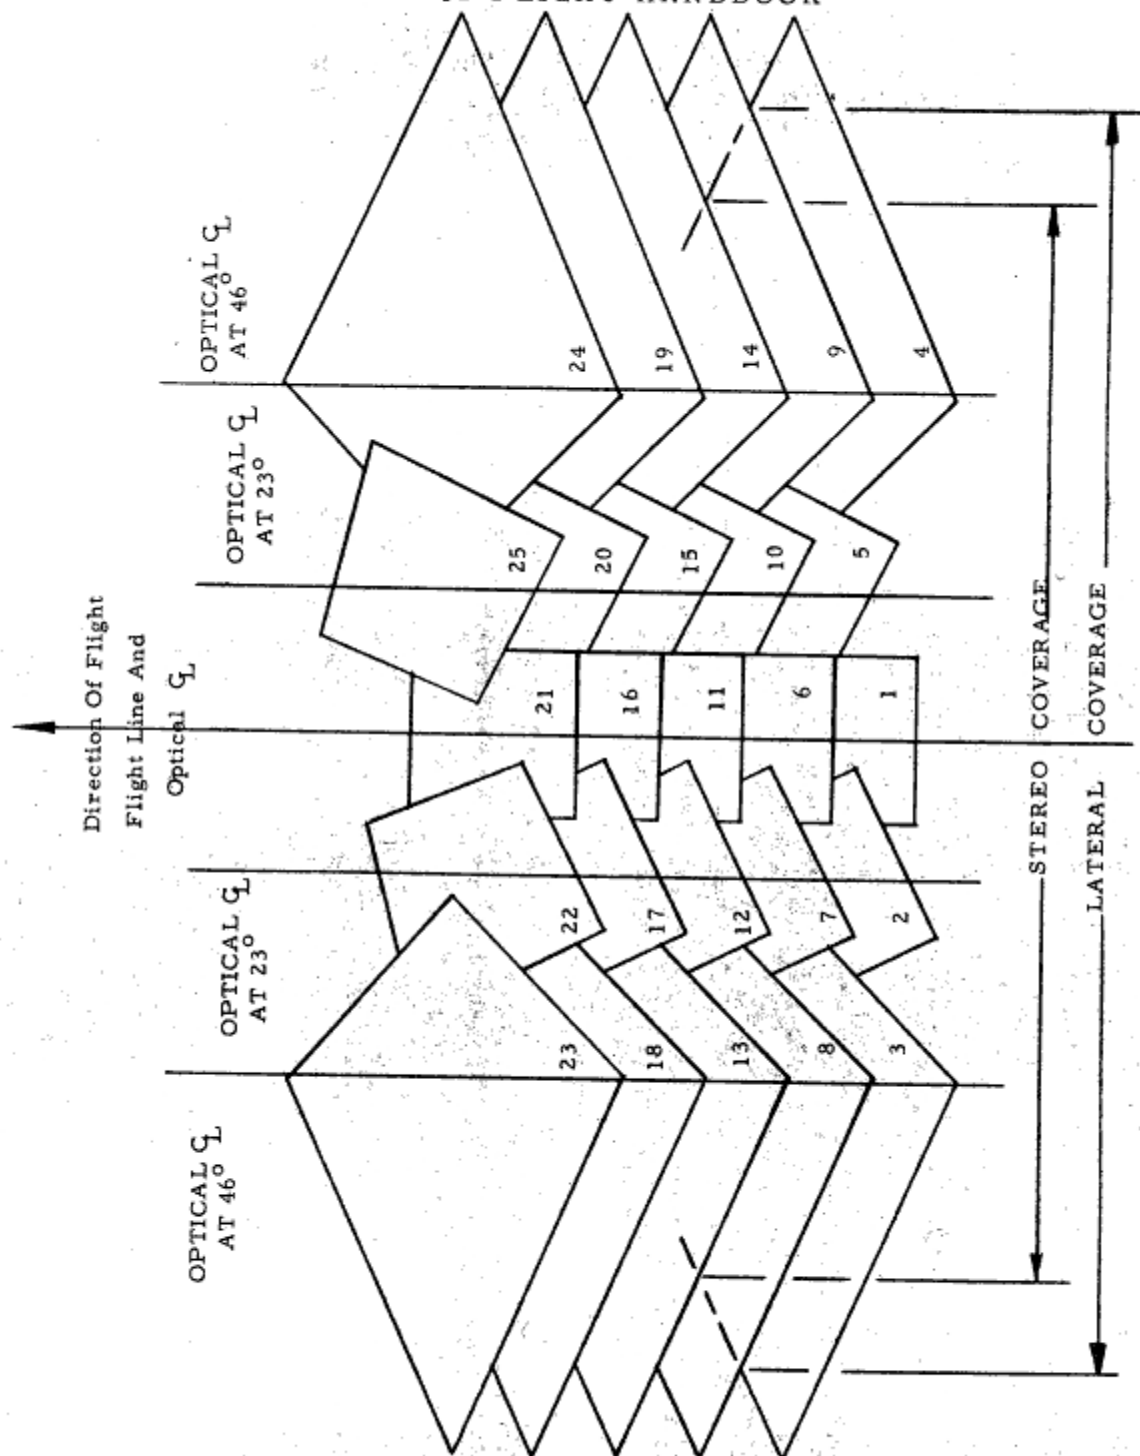 HANDBOOK
OPTICAL ℄
AT 46°
OPTICAL ℄
AT 23°
Direction Of Flight
Flight Line And
Optical ℄
OPTICAL ℄
AT 23°
OPTICAL ℄
AT 46°
24
19
14
9
4
25
20
15
10
5
21
16
11
6
1
22
17
12
7
2
23
18
13
8
3
STEREO COVERAGE
LATERAL COVERAGE